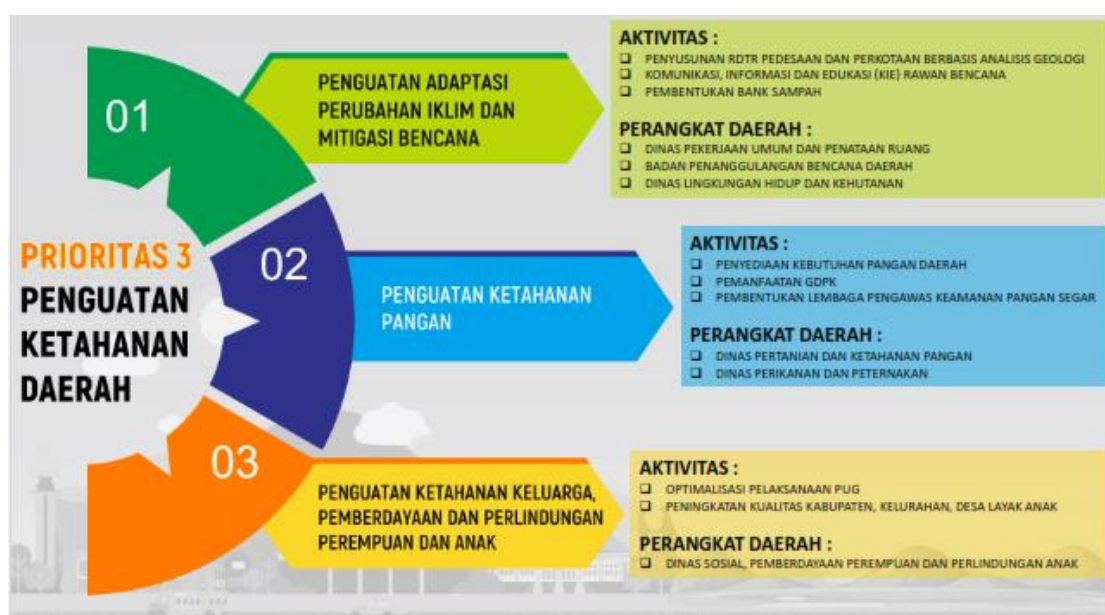 PRIORITAS 3
PENGUATAN
KETAHANAN
DAERAH
01
PENGUATAN ADAPTASI
PERUBAHAN IKLIM DAN
MITIGASI BENCANA
AKTIVITAS :
PENYUSUNAN RDTR PEDESAAN DAN PERKOTAAN BERBASIS ANALISIS GEOLOGI
KOMUNIKASI, INFORMASI DAN EDUKASI (KIE) RAWAN BENCANA
PEMBENTUKAN BANK SAMPAH
PERANGKAT DAERAH :
DINAS PEKERJAAN UMUM DAN PENATAAN RUANG
BADAN PENANGGULANGAN BENCANA DAERAH
DINAS LINGKUNGAN HIDUP DAN KEHUTANAN
02
PENGUATAN KETAHANAN
PANGAN
AKTIVITAS :
PENYEDIAAN KEBUTUHAN PANGAN DAERAH
PEMANFAATAN GDPK
PEMBENTUKAN LEMBAGA PENGAWAS KEAMANAN PANGAN SEGAR
PERANGKAT DAERAH :
DINAS PERTANIAN DAN KETAHANAN PANGAN
DINAS PERIKANAN DAN PETERNAKAN
03
PENGUATAN KETAHANAN KELUARGA,
PEMBERDAYAAN DAN PERLINDUNGAN
PEREMPUAN DAN ANAK
AKTIVITAS :
OPTIMALISASI PELAKSANAAN PUG
PENINGKATAN KUALITAS KABUPATEN, KELURAHAN, DESA LAYAK ANAK
PERANGKAT DAERAH :
DINAS SOSIAL, PEMBERDAYAAN PEREMPUAN DAN PERLINDUNGAN ANAK